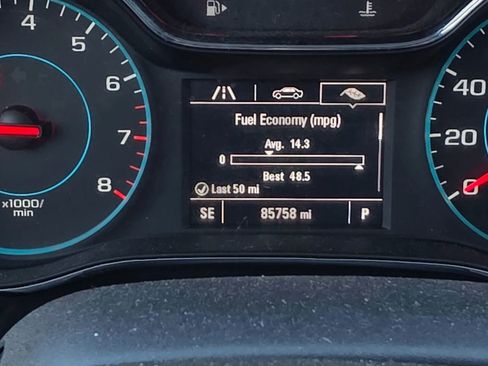 4 5 6 7 8
x1000/
min
Fuel Economy (mpg)
Avg. 14.3
0
Best 48.5
Last 50 mi
SE 85758 mi P
40
20
0